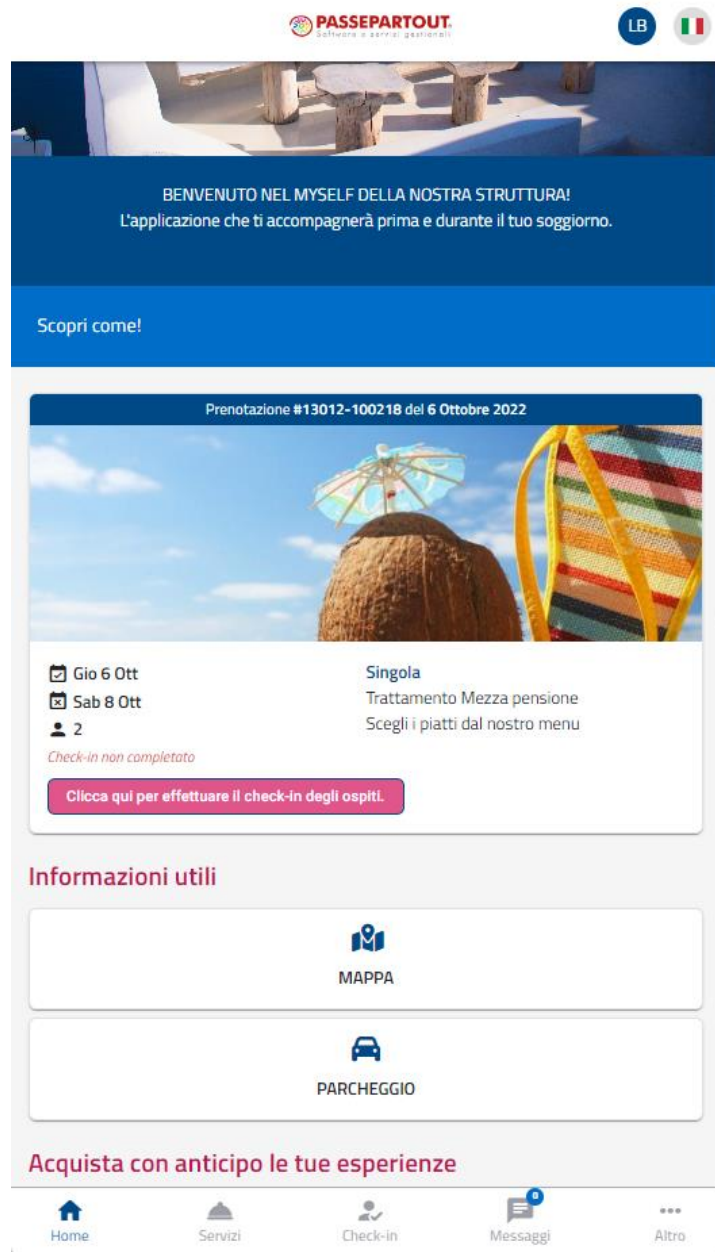 PASSEPARTOUT
Software e servizi gestionali
LB
BENVENUTO NEL MYSELF DELLA NOSTRA STRUTTURA!
L'applicazione che ti accompagnerà prima e durante il tuo soggiorno.
Scopri come!
Prenotazione #13012-100218 del 6 Ottobre 2022
Gio 6 Ott
Sab 8 Ott
2
Check-in non completato
Clicca qui per effettuare il check-in degli ospiti.
Singola
Trattamento Mezza pensione
Scegli i piatti dal nostro menu
Informazioni utili
MAPPA
PARCHEGGIO
Acquista con anticipo le tue esperienze
0
Home
Servizi
Check-in
Messaggi
Altro